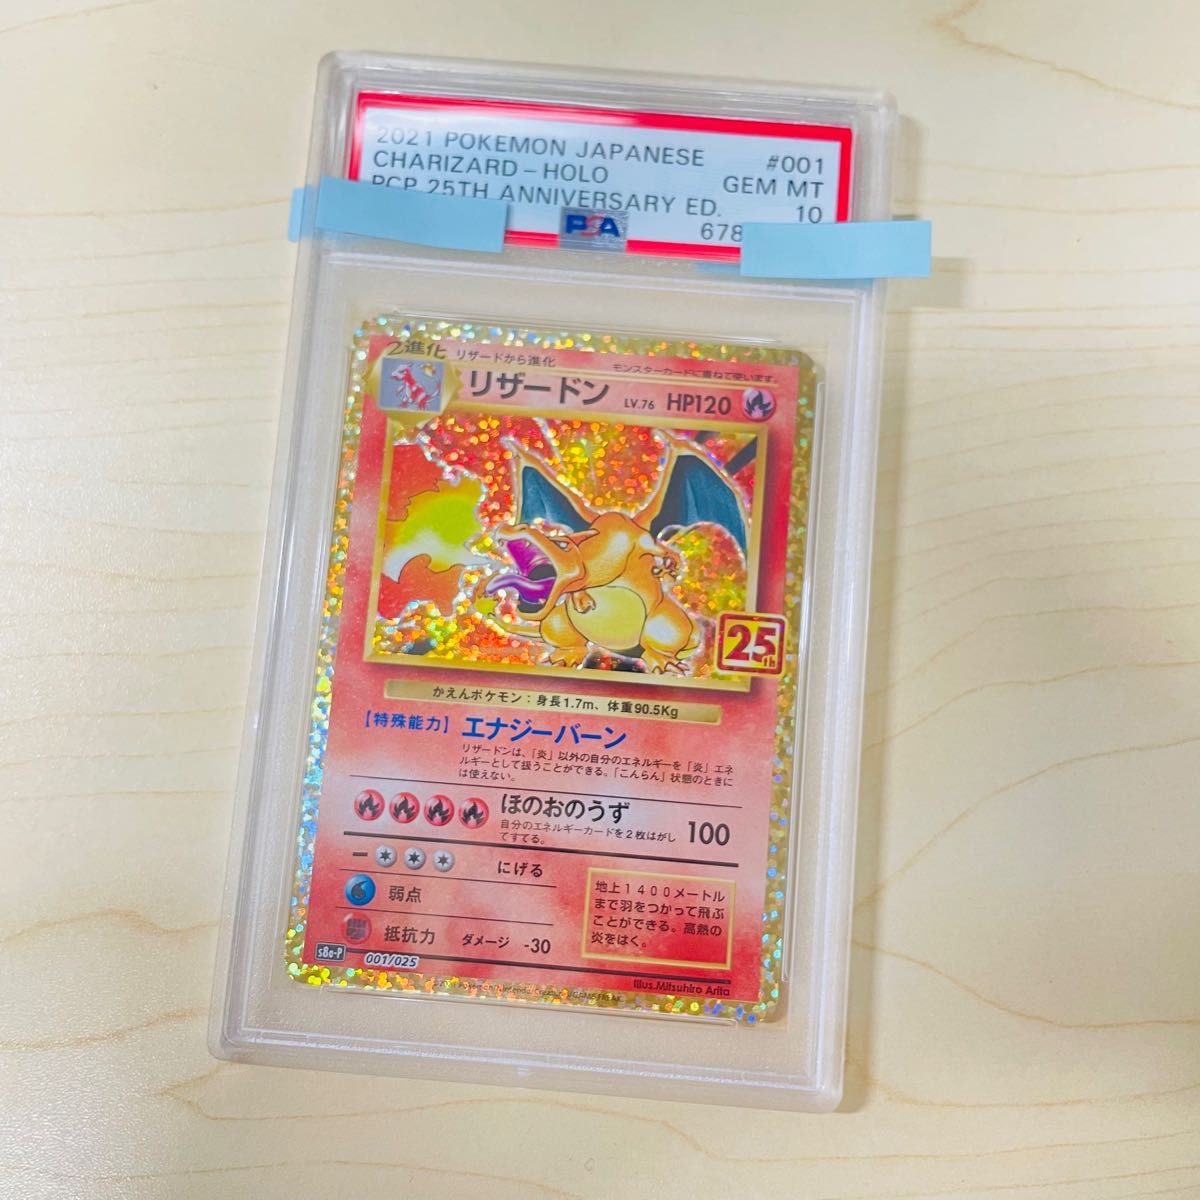 2021 POKEMON JAPANESE #001
CHARIZARD-HOLO GEM MT
PCP 25TH ANNIVERSARY ED. 10
PSA 678
2進化 リザードから進化 モンスターカードに重ねて使います。
リザードン LV.76 HP120
25th
かえんポケモン:身長1.7m、体重90.5Kg
【特殊能力】エナジーバーン
リザードンは、「炎」以外の自分のエネルギーを「炎」エネ
ルギーとして扱うことができる。「こんらん」状態のときに
は使えない。
ほのおのうず 100
自分のエネルギーカードを2枚はがし
てすてる。
ー にげる
弱点
抵抗力 ダメージ -30
地上1400メートル
まで羽をつかって飛ぶ
ことができる。高熱の
炎をはく。
s8a-P 001/025
Illus.Mitsuhiro Arita
Pokémon/Nintendo/Creatures/GAME FREAK.